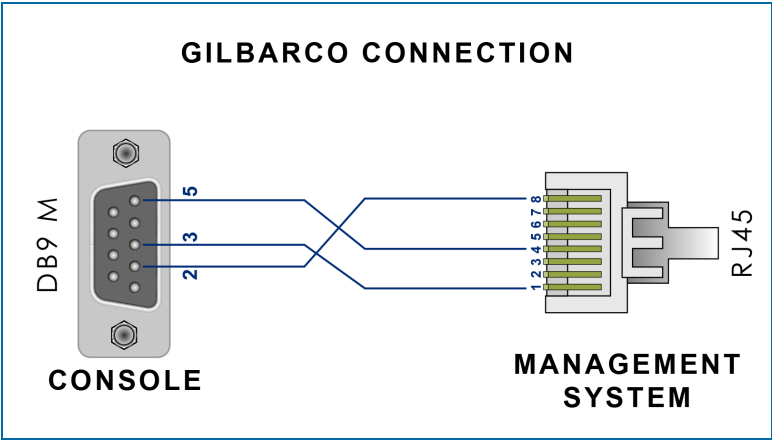 GILBARCO CONNECTION
DB9 M
5
3
2
8
7
6
5
4
3
2
1
RJ45
CONSOLE
MANAGEMENT
SYSTEM